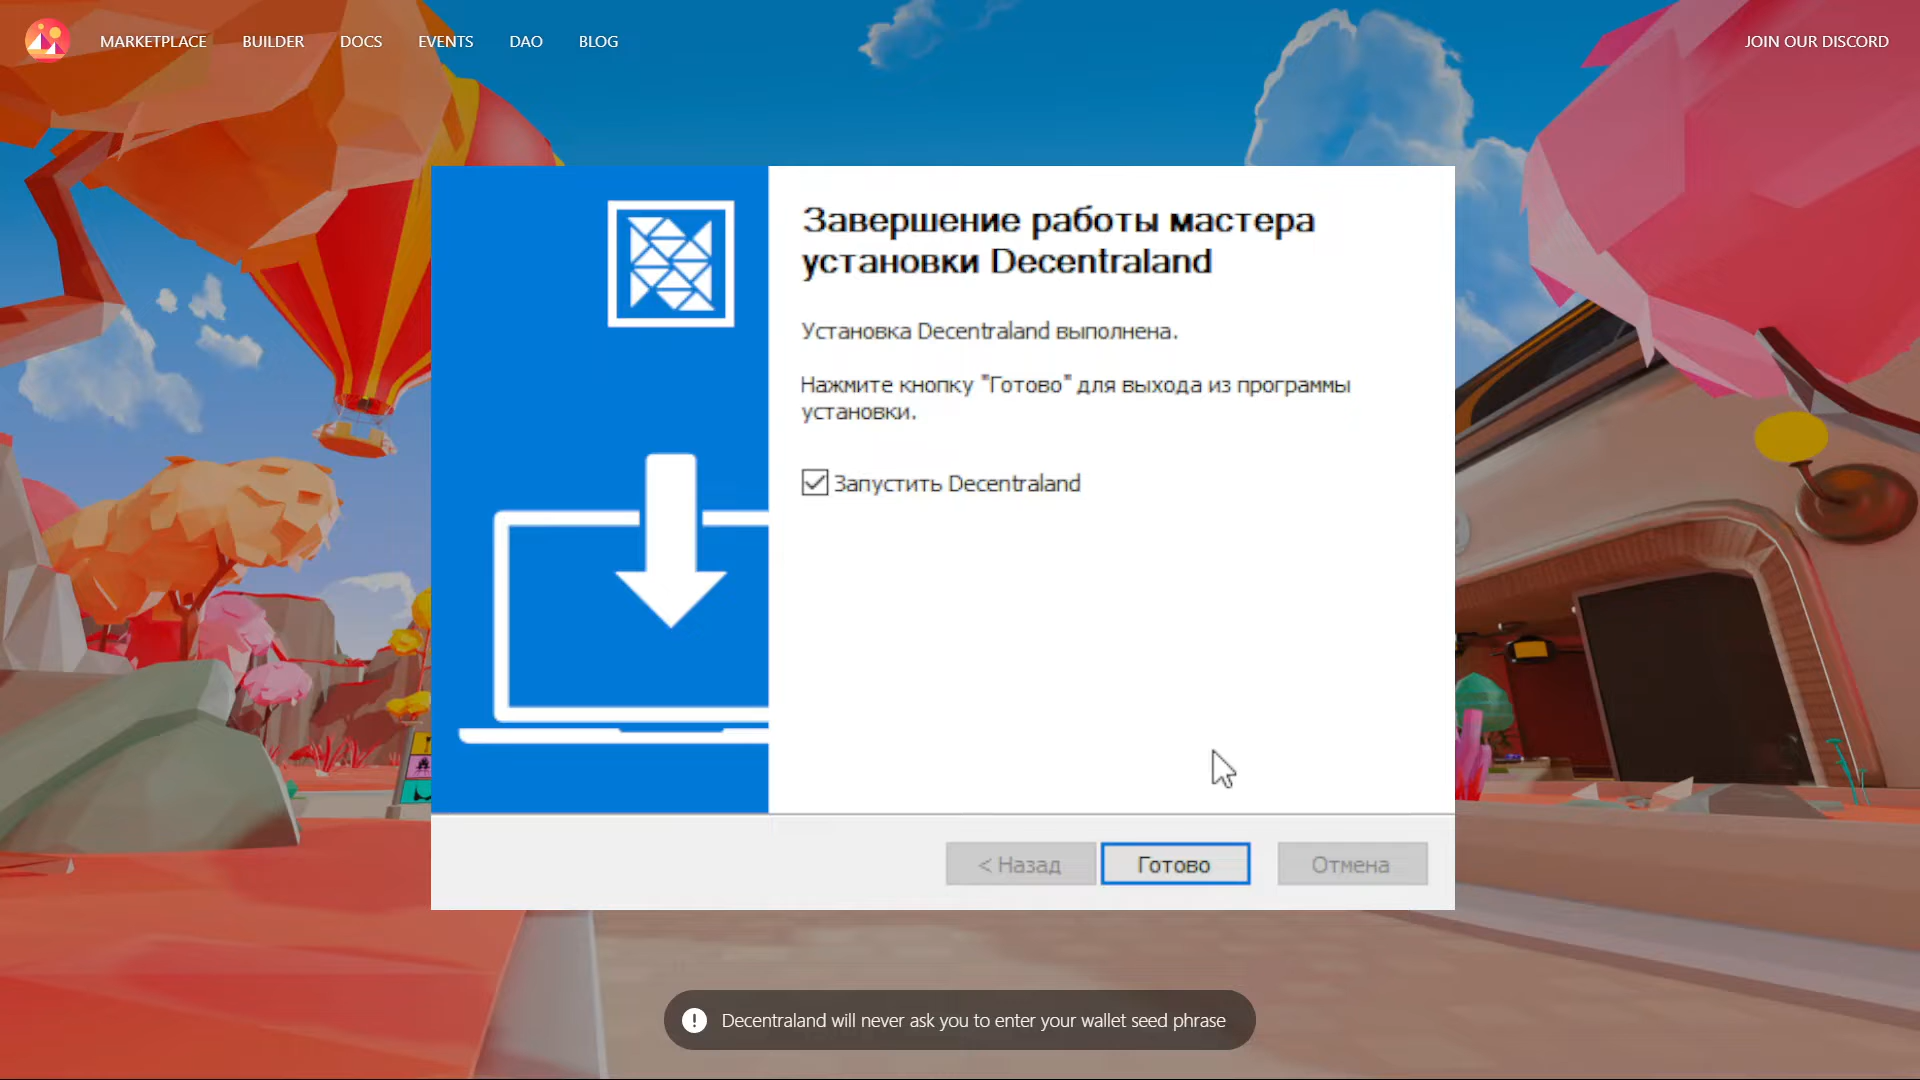 MARKETPLACE BUILDER DOCS EVENTS DAO BLOG JOIN OUR DISCORD
Завершение работы мастера
установки Decentraland
Установка Decentraland выполнена.
Нажмите кнопку "Готово" для выхода из программы
установки.
Запустить Decentraland
< Назад Готово Отмена
Decentraland will never ask you to enter your wallet seed phrase